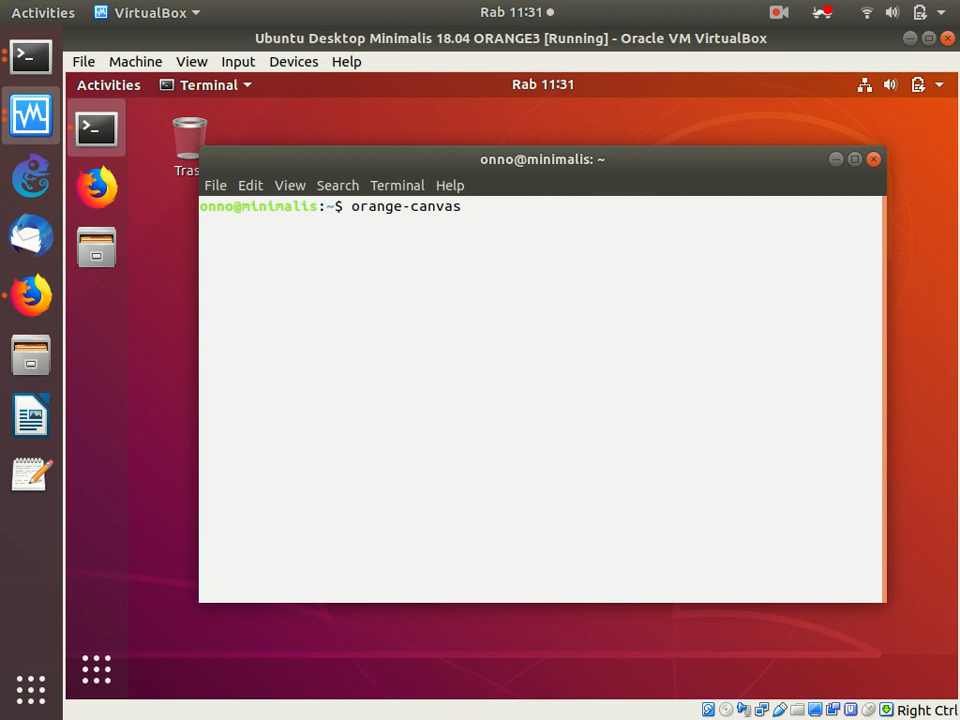 Activities VirtualBox Rab 11:31
Ubuntu Desktop Minimalis 18.04 ORANGE3 [Running] - Oracle VM VirtualBox
File Machine View Input Devices Help
Activities Terminal Rab 11:31
Tras
onno@minimalis: ~
File Edit View Search Terminal Help
onno@minimalis:~$ orange-canvas
Right Ctrl